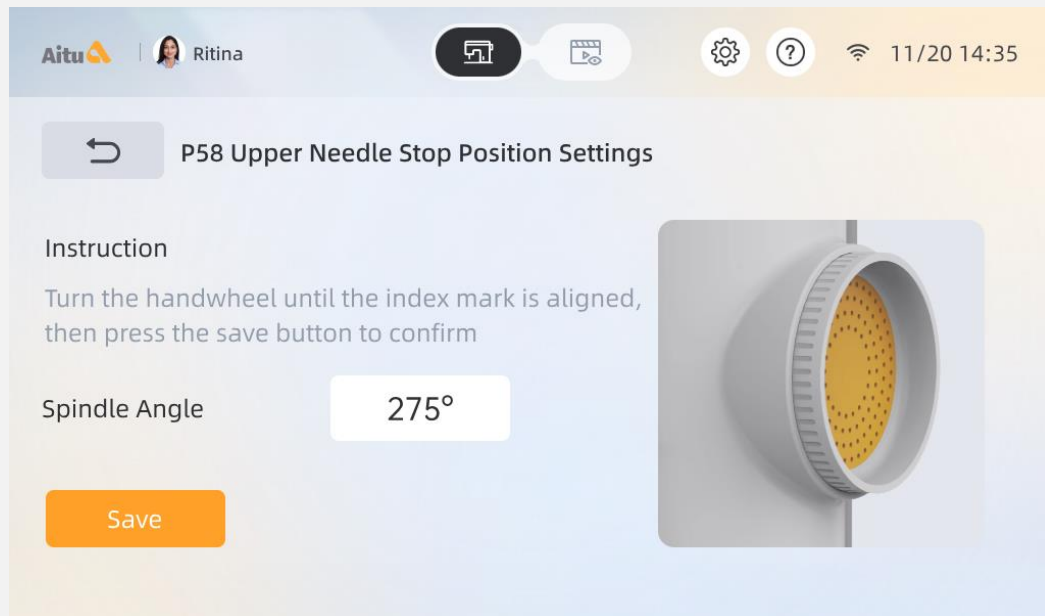 Aitu
Ritina
11/20 14:35
P58 Upper Needle Stop Position Settings
Instruction
Turn the handwheel until the index mark is aligned,
then press the save button to confirm
Spindle Angle
275°
Save